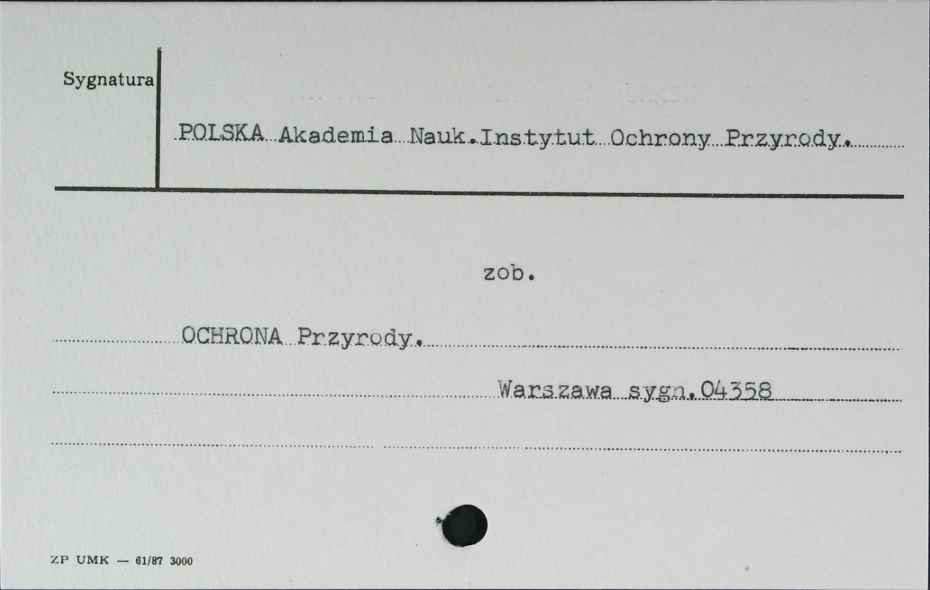 Sygnatura
POLSKA Akademia Nauk.Instytut Ochrony Przyrody.
zob.
OCHRONA Przyrody.
Warszawa sygn.04358
ZP UMK — 61/87 3000